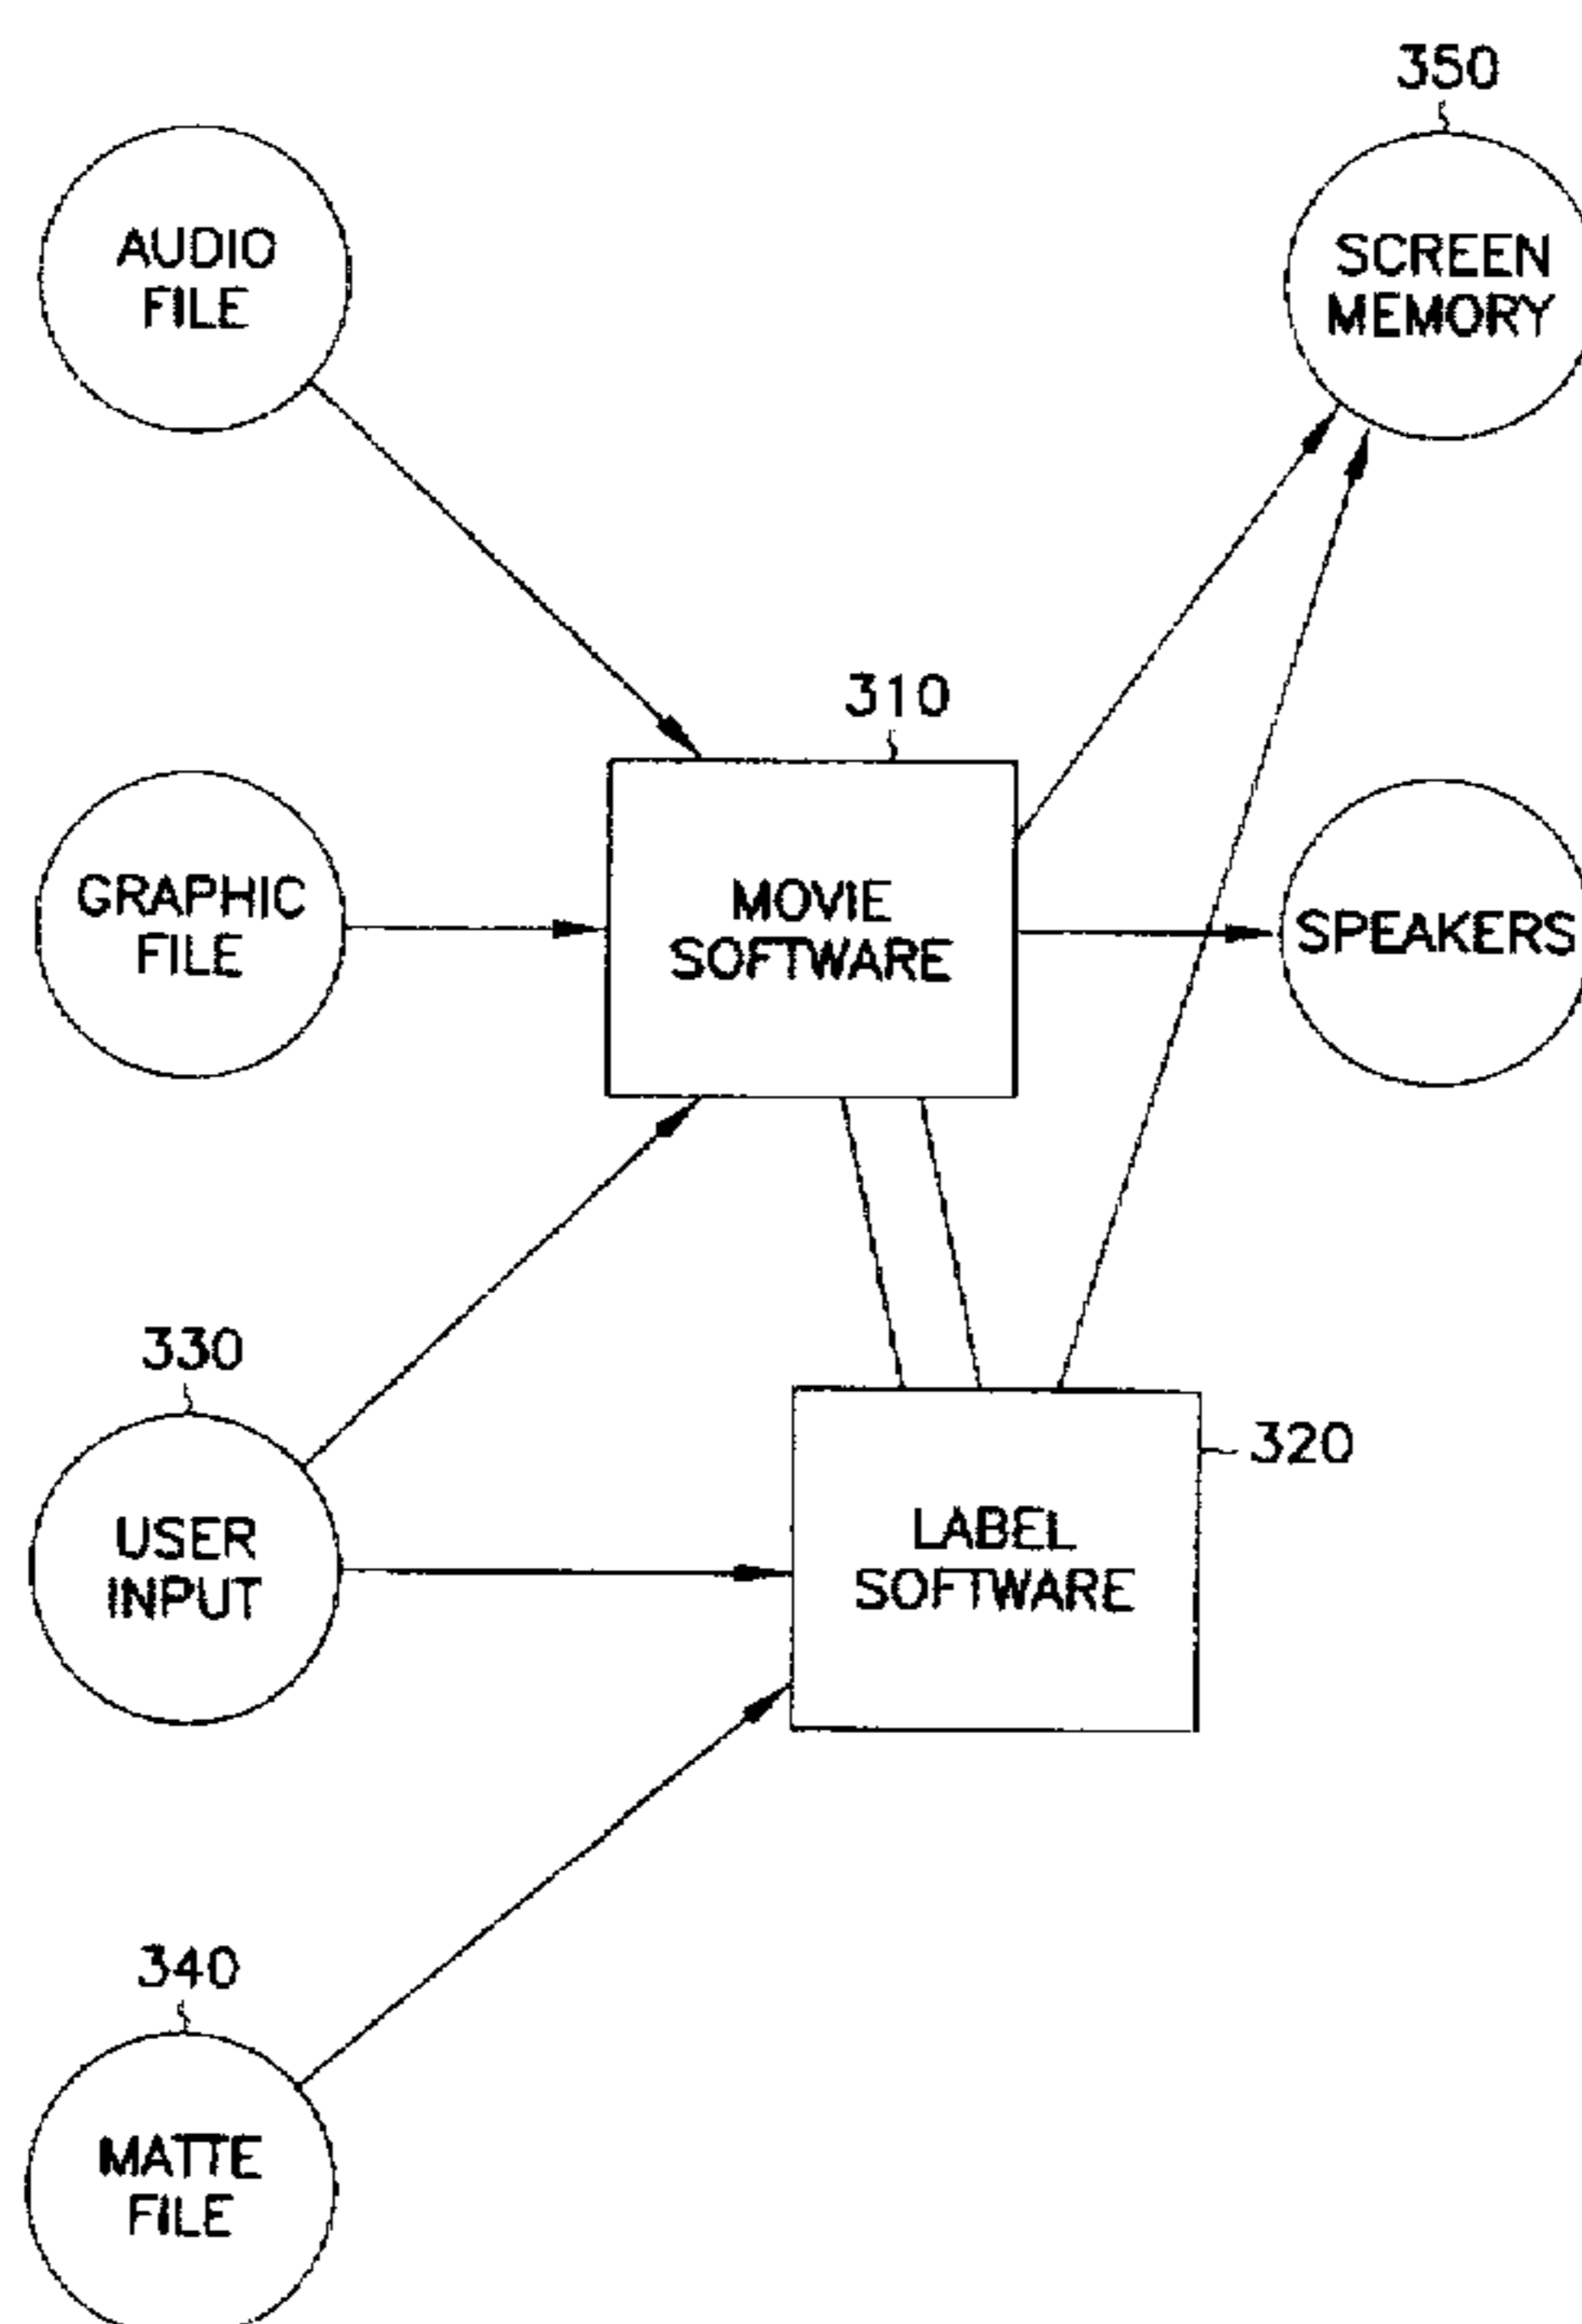 350
AUDIO
FILE
SCREEN
MEMORY
310
GRAPHIC
FILE
MOVIE
SOFTWARE
SPEAKERS
330
USER
INPUT
320
LABEL
SOFTWARE
340
MATTE
FILE